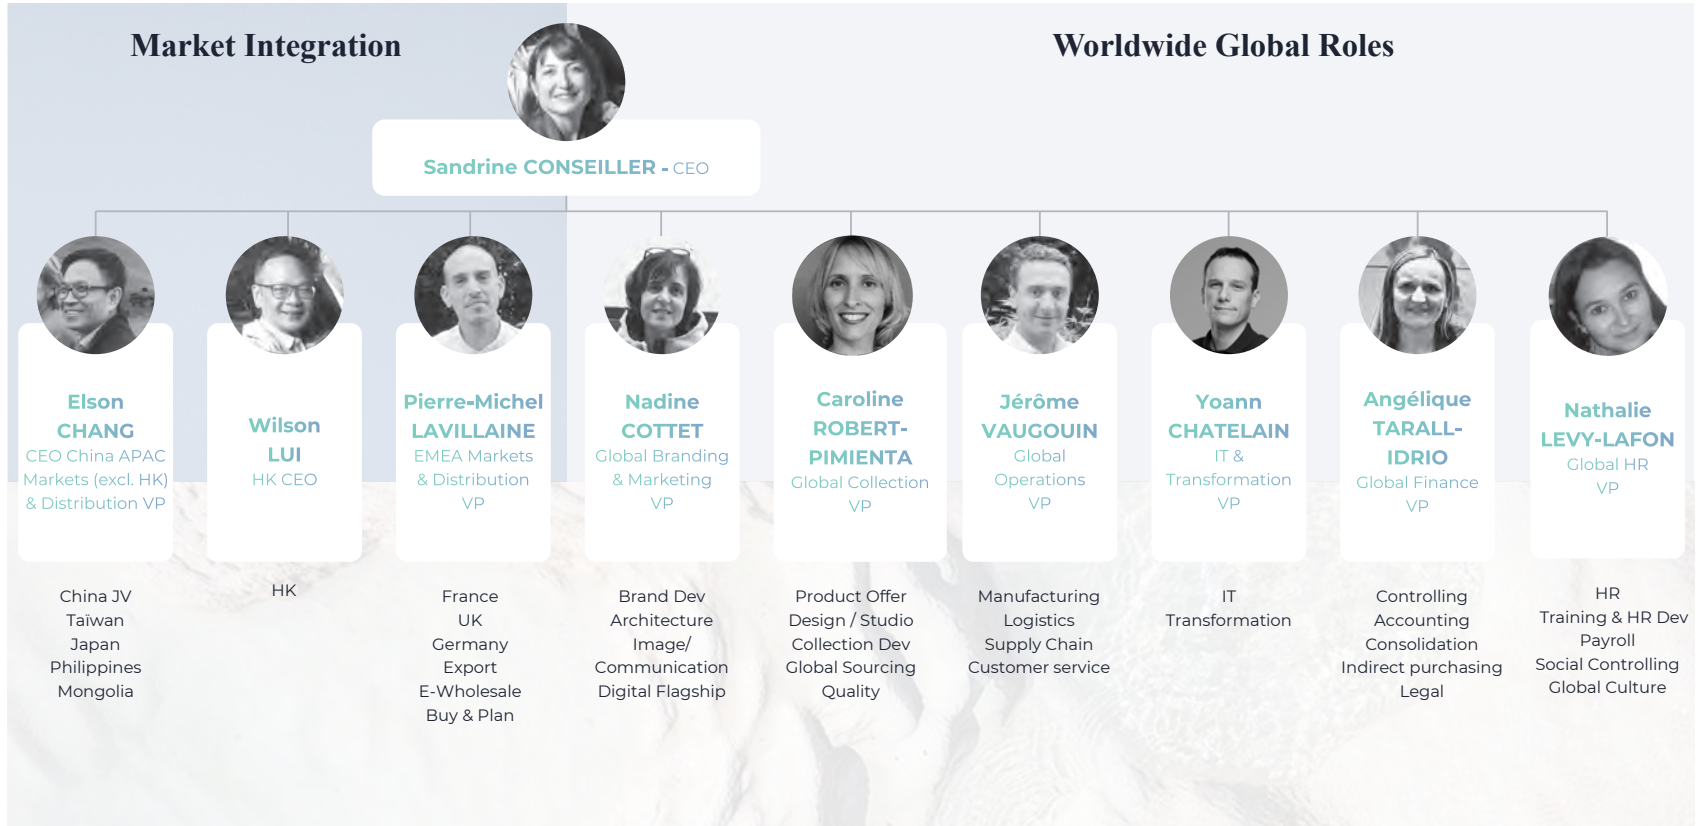 Market Integration
Worldwide Global Roles
Sandrine CONSEILLER - CEO
Elson
CHANG
CEO China APAC
Markets (excl. HK)
& Distribution VP
China JV
Taïwan
Japan
Philippines
Mongolia
Wilson
LUI
HK CEO
HK
Pierre-Michel
LAVILLAINE
EMEA Markets
& Distribution
VP
France
UK
Germany
Export
E-Wholesale
Buy & Plan
Nadine
COTTET
Global Branding
& Marketing
VP
Brand Dev
Architecture
Image/
Communication
Digital Flagship
Caroline
ROBERT-
PIMIENTA
Global Collection
VP
Product Offer
Design / Studio
Collection Dev
Global Sourcing
Quality
Jérôme
VAUGOUIN
Global
Operations
VP
Manufacturing
Logistics
Supply Chain
Customer service
Yoann
CHATELAIN
IT &
Transformation
VP
IT
Transformation
Angélique
TARALL-
IDRIO
Global Finance
VP
Controlling
Accounting
Consolidation
Indirect purchasing
Legal
Nathalie
LEVY-LAFON
Global HR
VP
HR
Training & HR Dev
Payroll
Social Controlling
Global Culture